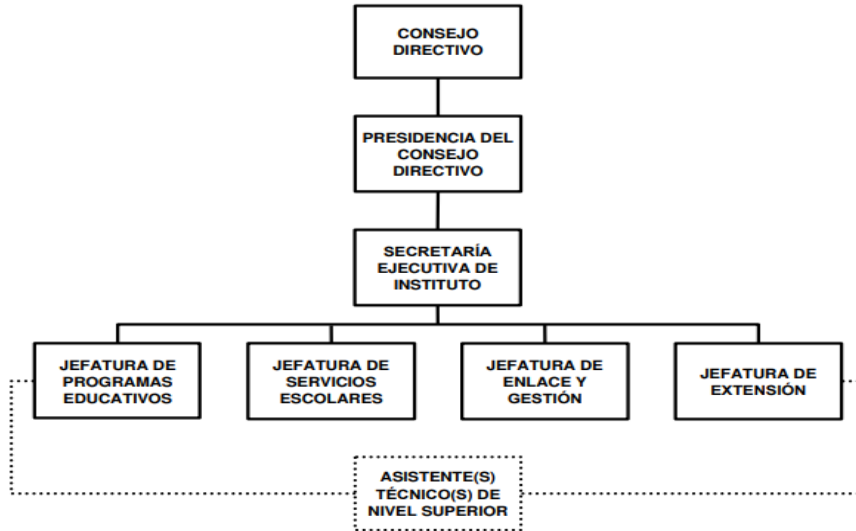 CONSEJO
DIRECTIVO
PRESIDENCIA DEL
CONSEJO
DIRECTIVO
SECRETARÍA
EJECUTIVA DE
INSTITUTO
JEFATURA DE
PROGRAMAS
EDUCATIVOS
JEFATURA DE
SERVICIOS
ESCOLARES
JEFATURA DE
ENLACE Y
GESTIÓN
JEFATURA DE
EXTENSIÓN
ASISTENTE(S)
TÉCNICO(S) DE
NIVEL SUPERIOR